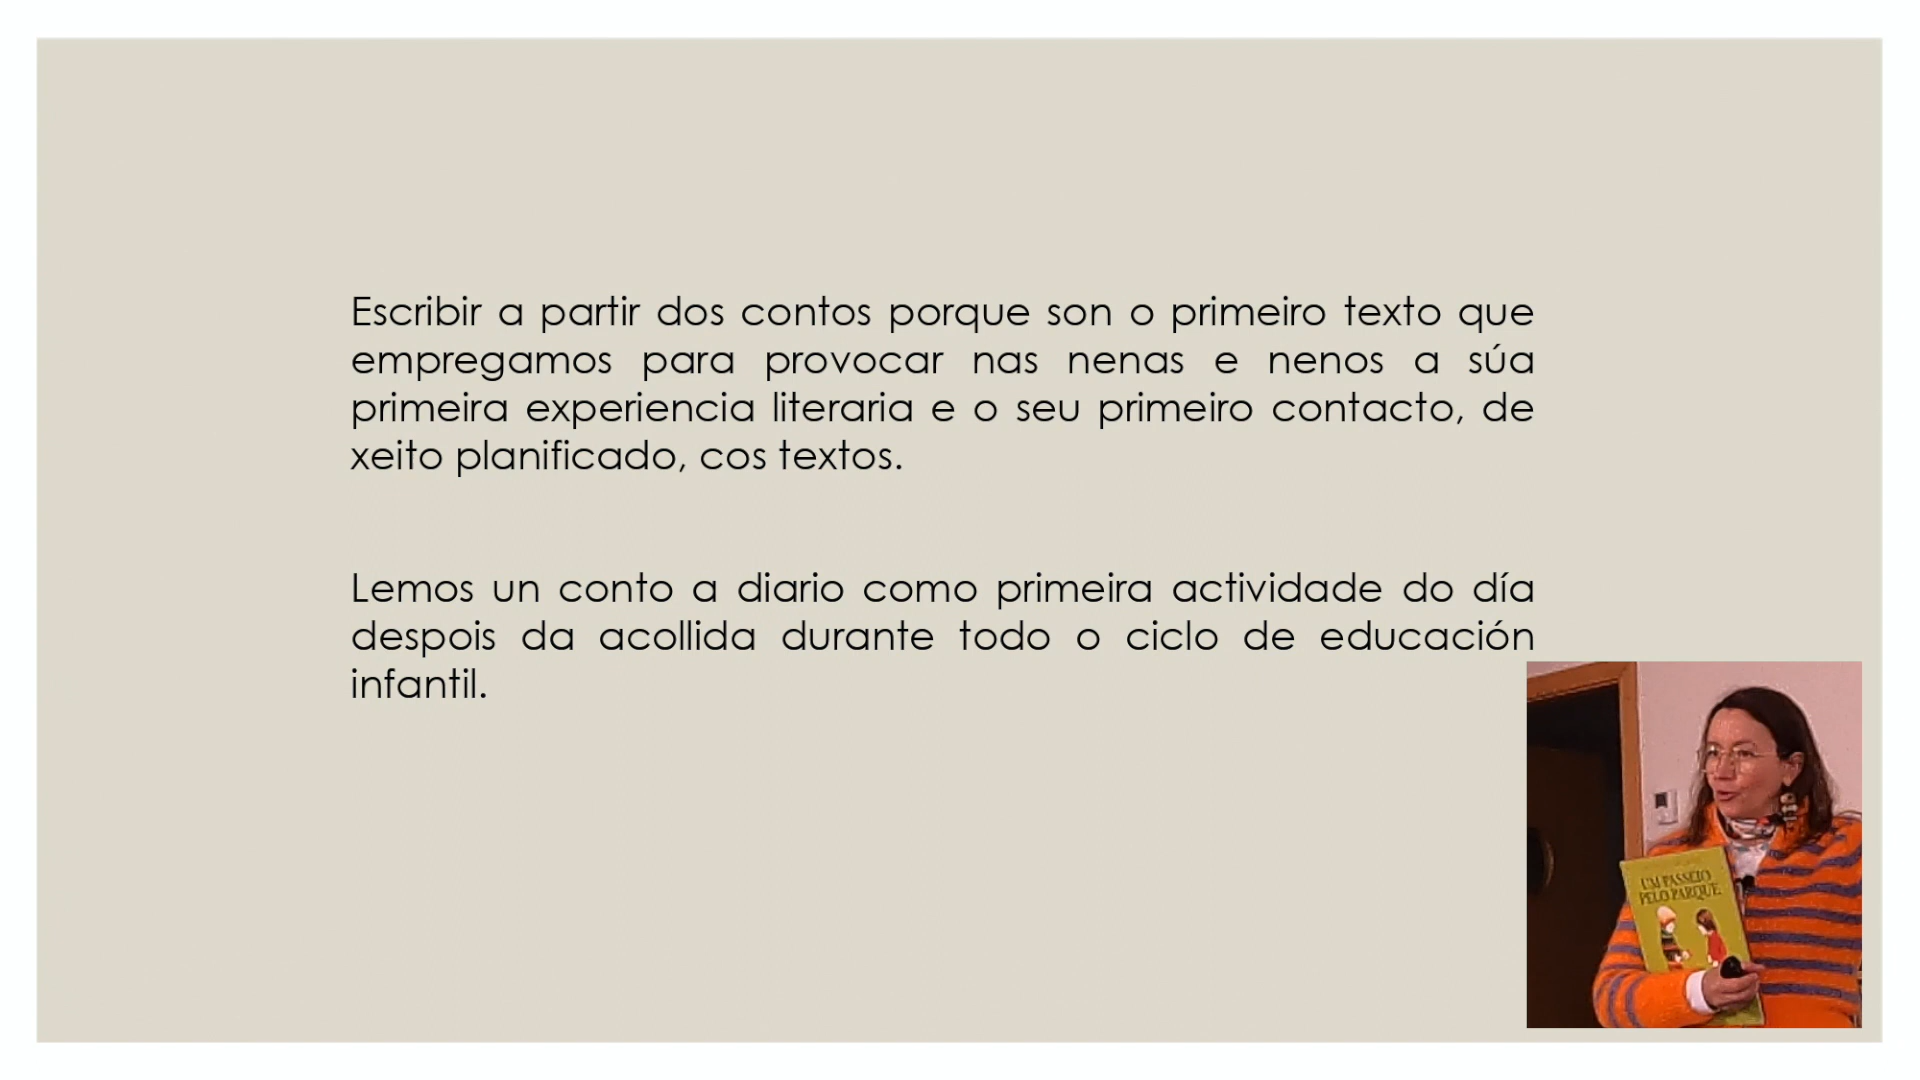 Escribir a partir dos contos porque son o primeiro texto que
empregamos para provocar nas nenas e nenos a súa
primeira experiencia literaria e o seu primeiro contacto, de
xeito planificado, cos textos.
Lemos un conto a diario como primeira actividade do día
despois da acollida durante todo o ciclo de educación
infantil.
UM PASSEIO
PELO PARQUE